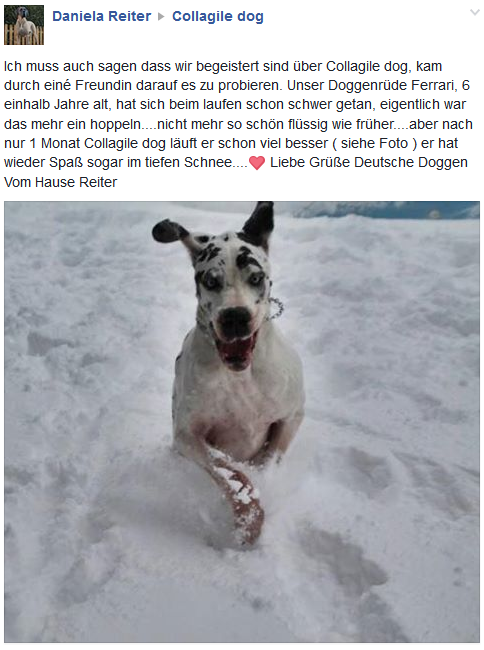 Daniela Reiter ▸ Collagile dog
Ich muss auch sagen dass wir begeistert sind über Collagile dog, kam
durch einé Freundin darauf es zu probieren. Unser Doggenrüde Ferrari, 6
einhalb Jahre alt, hat sich beim laufen schon schwer getan, eigentlich war
das mehr ein hoppeln....nicht mehr so schön flüssig wie früher....aber nach
nur 1 Monat Collagile dog läuft er schon viel besser ( siehe Foto ) er hat
wieder Spaß sogar im tiefen Schnee....❤ Liebe Grüße Deutsche Doggen
Vom Hause Reiter